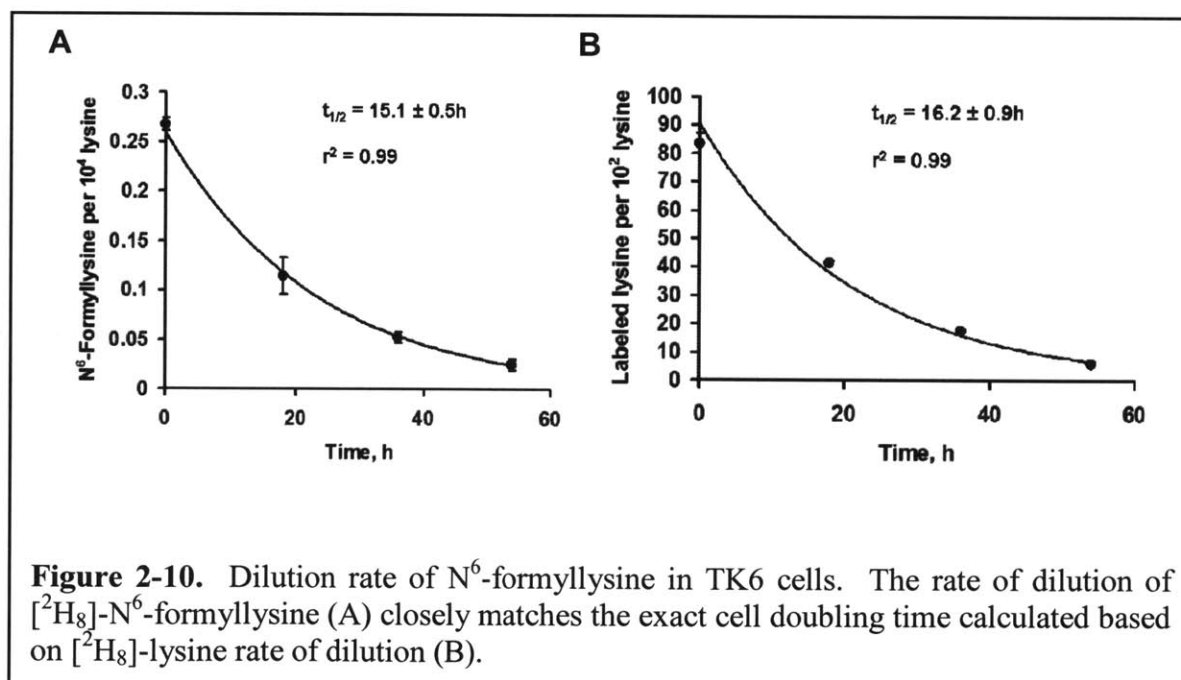 A
B
N⁶-Formyllysine per 10⁴ lysine
0.3
0.25
0.2
0.15
0.1
0.05
0
t₁/₂ = 15.1 ± 0.5h
r² = 0.99
0 20 40 60
Time, h
Labeled lysine per 10² lysine
100
90
80
70
60
50
40
30
20
10
0
t₁/₂ = 16.2 ± 0.9h
r² = 0.99
0 20 40 60
Time, h
Figure 2-10. Dilution rate of N⁶-formyllysine in TK6 cells. The rate of dilution of
[²H₈]-N⁶-formyllysine (A) closely matches the exact cell doubling time calculated based
on [²H₈]-lysine rate of dilution (B).